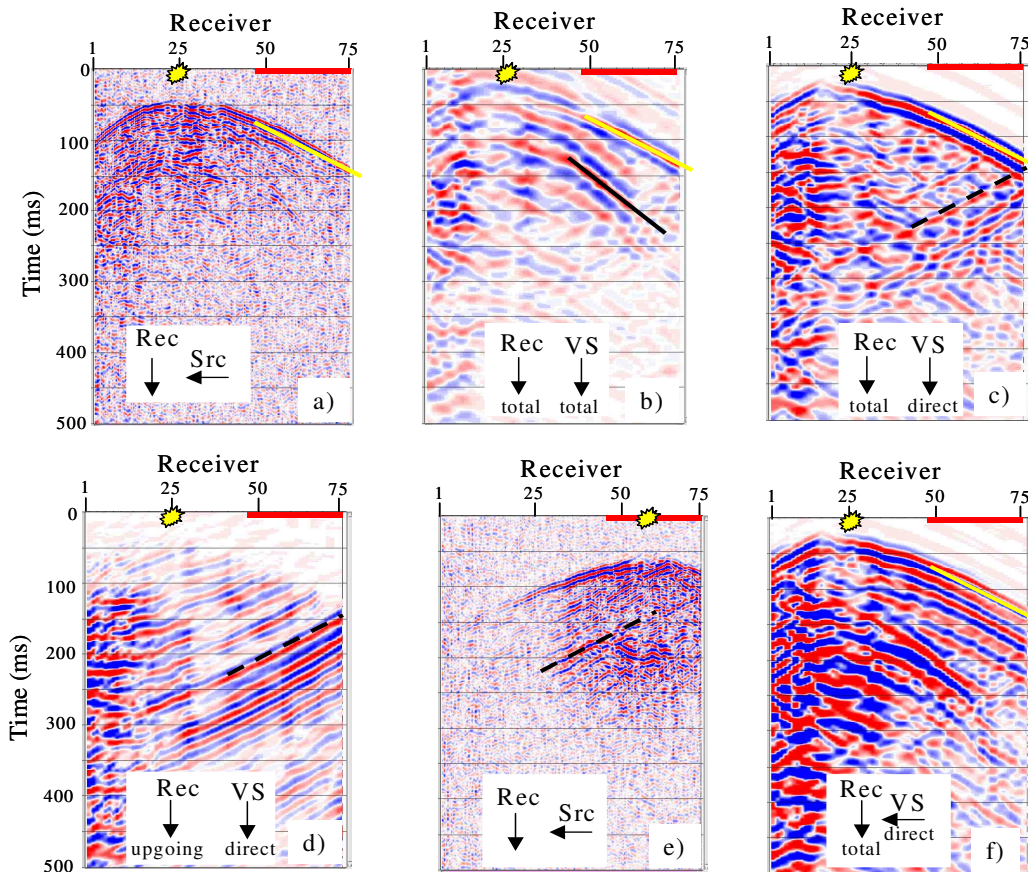 Receiver
1 25 50 75
Time (ms)
0
100
200
300
400
500
Rec
Src
a)
Receiver
1 25 50 75
Rec VS
total total
b)
Receiver
1 25 50 75
Rec VS
total direct
c)
Receiver
1 25 50 75
Time (ms)
0
100
200
300
400
500
Rec VS
upgoing direct
d)
Receiver
1 25 50 75
Rec
Src
e)
Receiver
1 25 50 75
Rec
VS
direct
total
f)